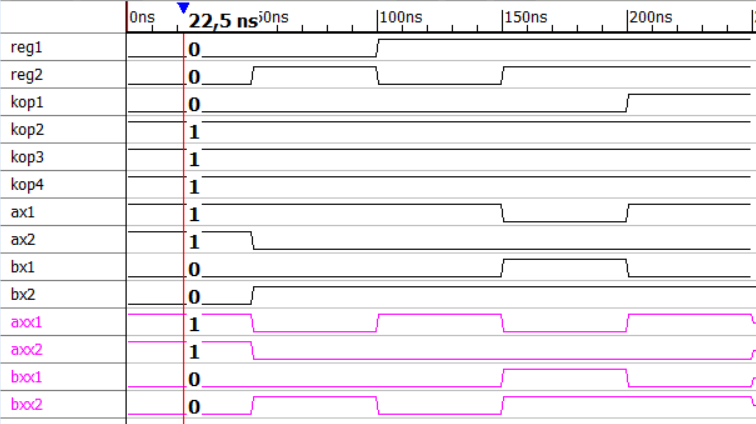 0ns 22,5 ns 50ns 100ns 150ns 200ns
reg1 0
reg2 0
kop1 0
kop2 1
kop3 1
kop4 1
ax1 1
ax2 1
bx1 0
bx2 0
axx1 1
axx2 1
bxx1 0
bxx2 0